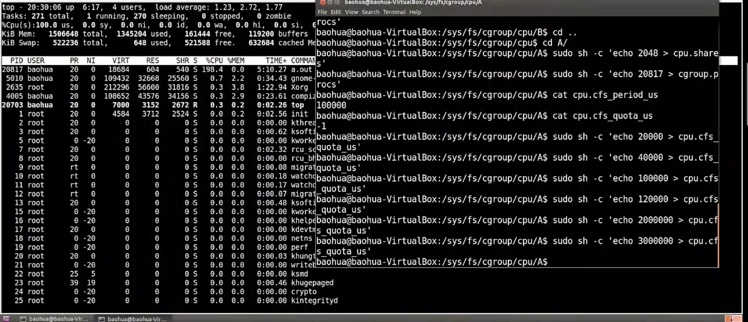 top - 20:30:06 up  6:17,  4 users,  load average: 1.23, 2.72, 1.77
Tasks: 271 total,   1 running, 270 sleeping,   0 stopped,   0 zombie
%Cpu(s):100.0 us,  0.0 sy,  0.0 ni,  0.0 id,  0.0 wa,  0.0 hi,  0.0 si,
KiB Mem:   1506648 total,  1345204 used,   161444 free,   119200 buffers
KiB Swap:   522236 total,      648 used,   521588 free.   632684 cached Mem
PID USER      PR  NI    VIRT    RES    SHR S  %CPU %MEM     TIME+ COMMAN
20817 baohua    20   0   18684    604    540 S 198.4  0.0   5:10.27 a.out
5010 baohua    20   0  109432  32668  25560 S   0.7  2.2   0:34.43 gnome
2635 root      20   0  212296  56600  31816 S   0.3  3.8   1:22.94 Xorg
4005 baohua    20   0  108652  43576  34156 S   0.3  2.9   0:23.61 compiz
20703 baohua    20   0    7000   3152   2672 R   0.3  0.2   0:02.26 top
1 root      20   0    4584   3712   2524 S   0.0  0.2   0:02.56 init
2 root      20   0       0      0      0 S   0.0  0.0   0:00.00 kthrea
3 root      20   0       0      0      0 S   0.0  0.0   0:00.62 ksofti
5 root       0 -20       0      0      0 S   0.0  0.0   0:00.00 kworke
7 root      20   0       0      0      0 S   0.0  0.0   0:02.32 rcu_sc
8 root      20   0       0      0      0 S   0.0  0.0   0:00.00 rcu_bh
9 root      rt   0       0      0      0 S   0.0  0.0   0:00.08 migrat
10 root      rt   0       0      0      0 S   0.0  0.0   0:00.18 watchd
11 root      rt   0       0      0      0 S   0.0  0.0   0:00.17 watchd
12 root      rt   0       0      0      0 S   0.0  0.0   0:00.07 migrat
13 root      20   0       0      0      0 S   0.0  0.0   0:00.48 ksofti
15 root       0 -20       0      0      0 S   0.0  0.0   0:00.00 kworke
16 root       0 -20       0      0      0 S   0.0  0.0   0:00.00 khelpe
17 root      20   0       0      0      0 S   0.0  0.0   0:00.00 kdevtm
18 root       0 -20       0      0      0 S   0.0  0.0   0:00.00 netns
19 root       0 -20       0      0      0 S   0.0  0.0   0:00.00 perf
20 root      20   0       0      0      0 S   0.0  0.0   0:00.03 khungt
21 root       0 -20       0      0      0 S   0.0  0.0   0:00.00 writeb
22 root      25   5       0      0      0 S   0.0  0.0   0:00.00 ksmd
23 root      39  19       0      0      0 S   0.0  0.0   0:00.46 khugepaged
24 root       0 -20       0      0      0 S   0.0  0.0   0:00.00 crypto
25 root       0 -20       0      0      0 S   0.0  0.0   0:00.00 kintegrityd
baohua@baohua-VirtualBox: /sys/fs/cgroup/cpu/A
File Edit View Search Terminal Help
rocs'
baohua@baohua-VirtualBox:/sys/fs/cgroup/cpu/B$ cd ..
baohua@baohua-VirtualBox:/sys/fs/cgroup/cpu$ cd A/
baohua@baohua-VirtualBox:/sys/fs/cgroup/cpu/A$ sudo sh -c 'echo 2048 > cpu.share
s'
baohua@baohua-VirtualBox:/sys/fs/cgroup/cpu/A$ sudo sh -c 'echo 20817 > cgroup.p
rocs'
baohua@baohua-VirtualBox:/sys/fs/cgroup/cpu/A$ cat cpu.cfs_period_us
100000
baohua@baohua-VirtualBox:/sys/fs/cgroup/cpu/A$ cat cpu.cfs_quota_us
-1
baohua@baohua-VirtualBox:/sys/fs/cgroup/cpu/A$ sudo sh -c 'echo 20000 > cpu.cfs_
quota_us'
baohua@baohua-VirtualBox:/sys/fs/cgroup/cpu/A$ sudo sh -c 'echo 40000 > cpu.cfs_
quota_us'
baohua@baohua-VirtualBox:/sys/fs/cgroup/cpu/A$ sudo sh -c 'echo 100000 > cpu.cfs
_quota_us'
baohua@baohua-VirtualBox:/sys/fs/cgroup/cpu/A$ sudo sh -c 'echo 120000 > cpu.cfs
_quota_us'
baohua@baohua-VirtualBox:/sys/fs/cgroup/cpu/A$ sudo sh -c 'echo 2000000 > cpu.cf
s_quota_us'
baohua@baohua-VirtualBox:/sys/fs/cgroup/cpu/A$ sudo sh -c 'echo 3000000 > cpu.cf
s_quota_us'
baohua@baohua-VirtualBox:/sys/fs/cgroup/cpu/A$
baohua@baohua-Vir...
baohua@baohua-Vir...